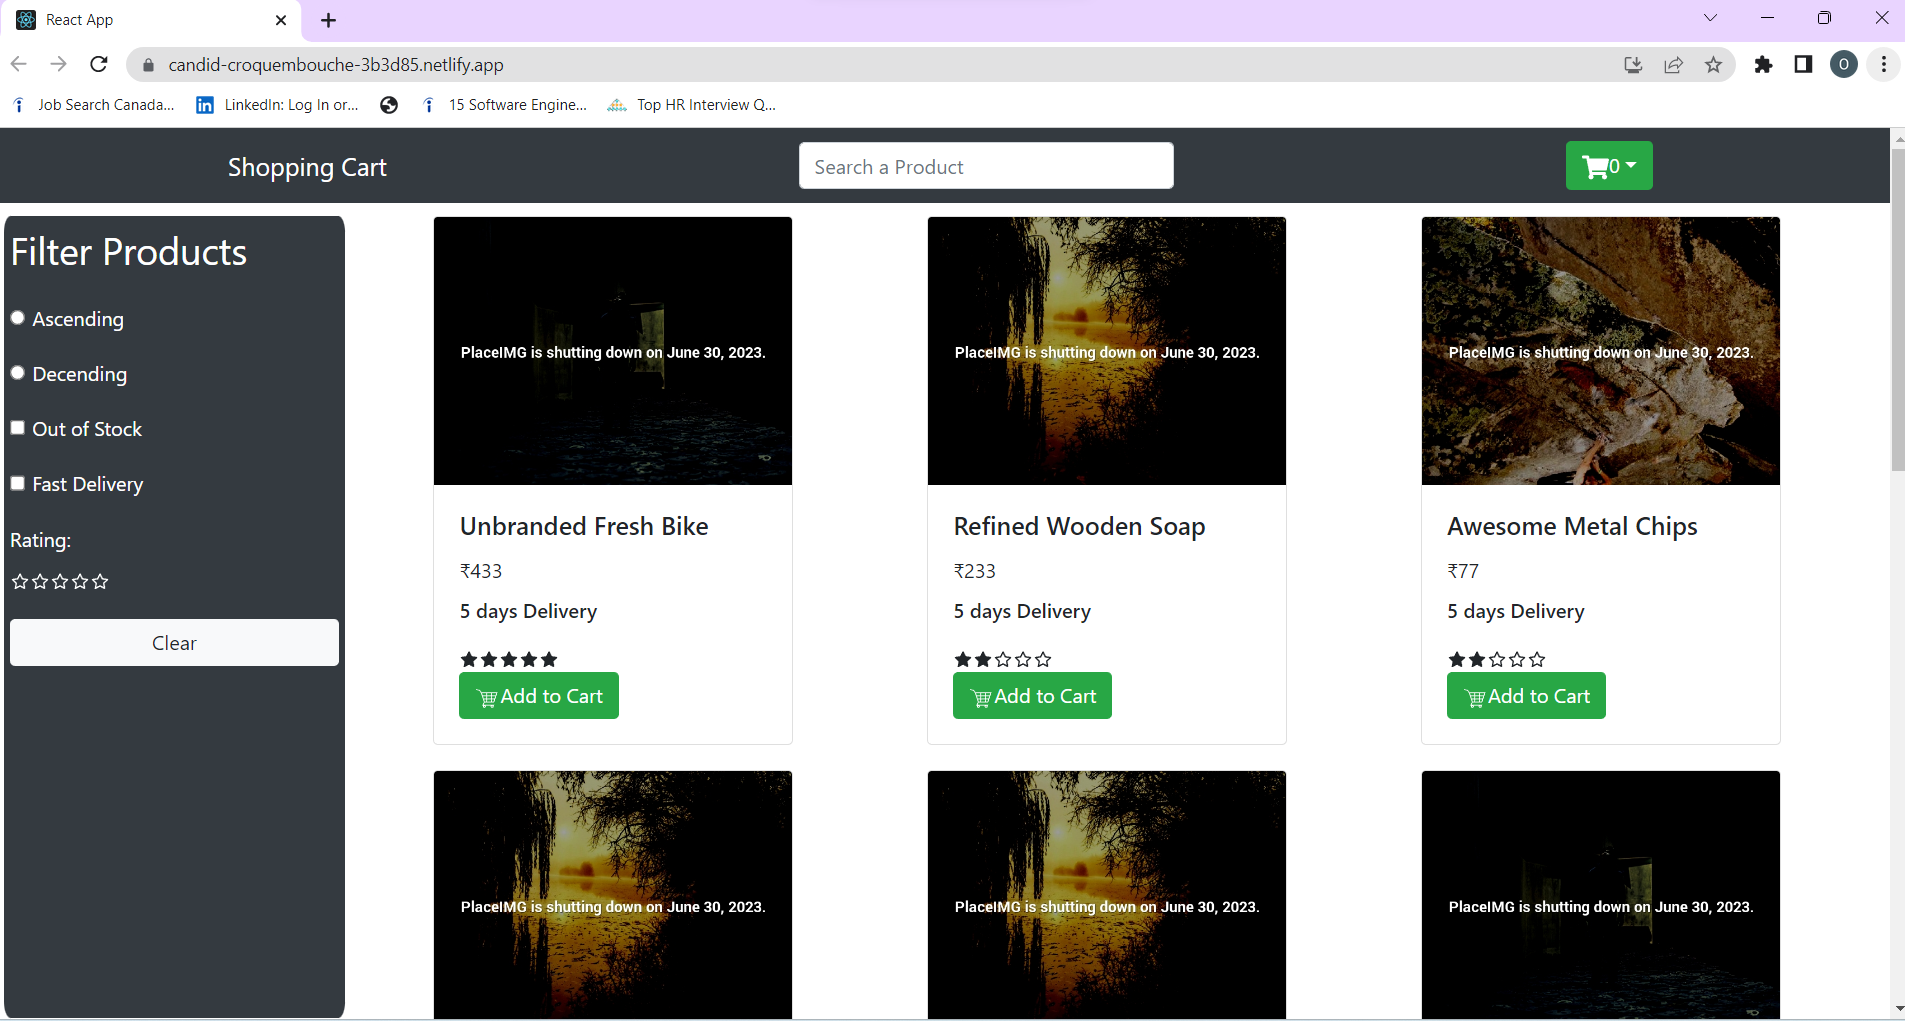 React App
candid-croquembouche-3b3d85.netlify.app
O
Job Search Canada...
in
LinkedIn: Log In or...
15 Software Engine...
Top HR Interview Q...
Shopping Cart
Search a Product
0
Filter Products
Ascending
Decending
Out of Stock
Fast Delivery
Rating:
Clear
PlaceIMG is shutting down on June 30, 2023.
Unbranded Fresh Bike
₹433
5 days Delivery
Add to Cart
PlaceIMG is shutting down on June 30, 2023.
Refined Wooden Soap
₹233
5 days Delivery
Add to Cart
PlaceIMG is shutting down on June 30, 2023.
Awesome Metal Chips
₹77
5 days Delivery
Add to Cart
PlaceIMG is shutting down on June 30, 2023.
PlaceIMG is shutting down on June 30, 2023.
PlaceIMG is shutting down on June 30, 2023.